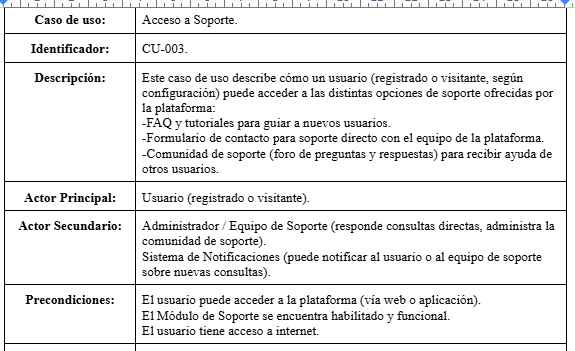 Caso de uso: Acceso a Soporte.
Identificador: CU-003.
Descripción: Este caso de uso describe cómo un usuario (registrado o visitante, según
configuración) puede acceder a las distintas opciones de soporte ofrecidas por
la plataforma:
-FAQ y tutoriales para guiar a nuevos usuarios.
-Formulario de contacto para soporte directo con el equipo de la plataforma.
-Comunidad de soporte (foro de preguntas y respuestas) para recibir ayuda de
otros usuarios.
Actor Principal: Usuario (registrado o visitante).
Actor Secundario: Administrador / Equipo de Soporte (responde consultas directas, administra la
comunidad de soporte).
Sistema de Notificaciones (puede notificar al usuario o al equipo de soporte
sobre nuevas consultas).
Precondiciones: El usuario puede acceder a la plataforma (vía web o aplicación).
El Módulo de Soporte se encuentra habilitado y funcional.
El usuario tiene acceso a internet.